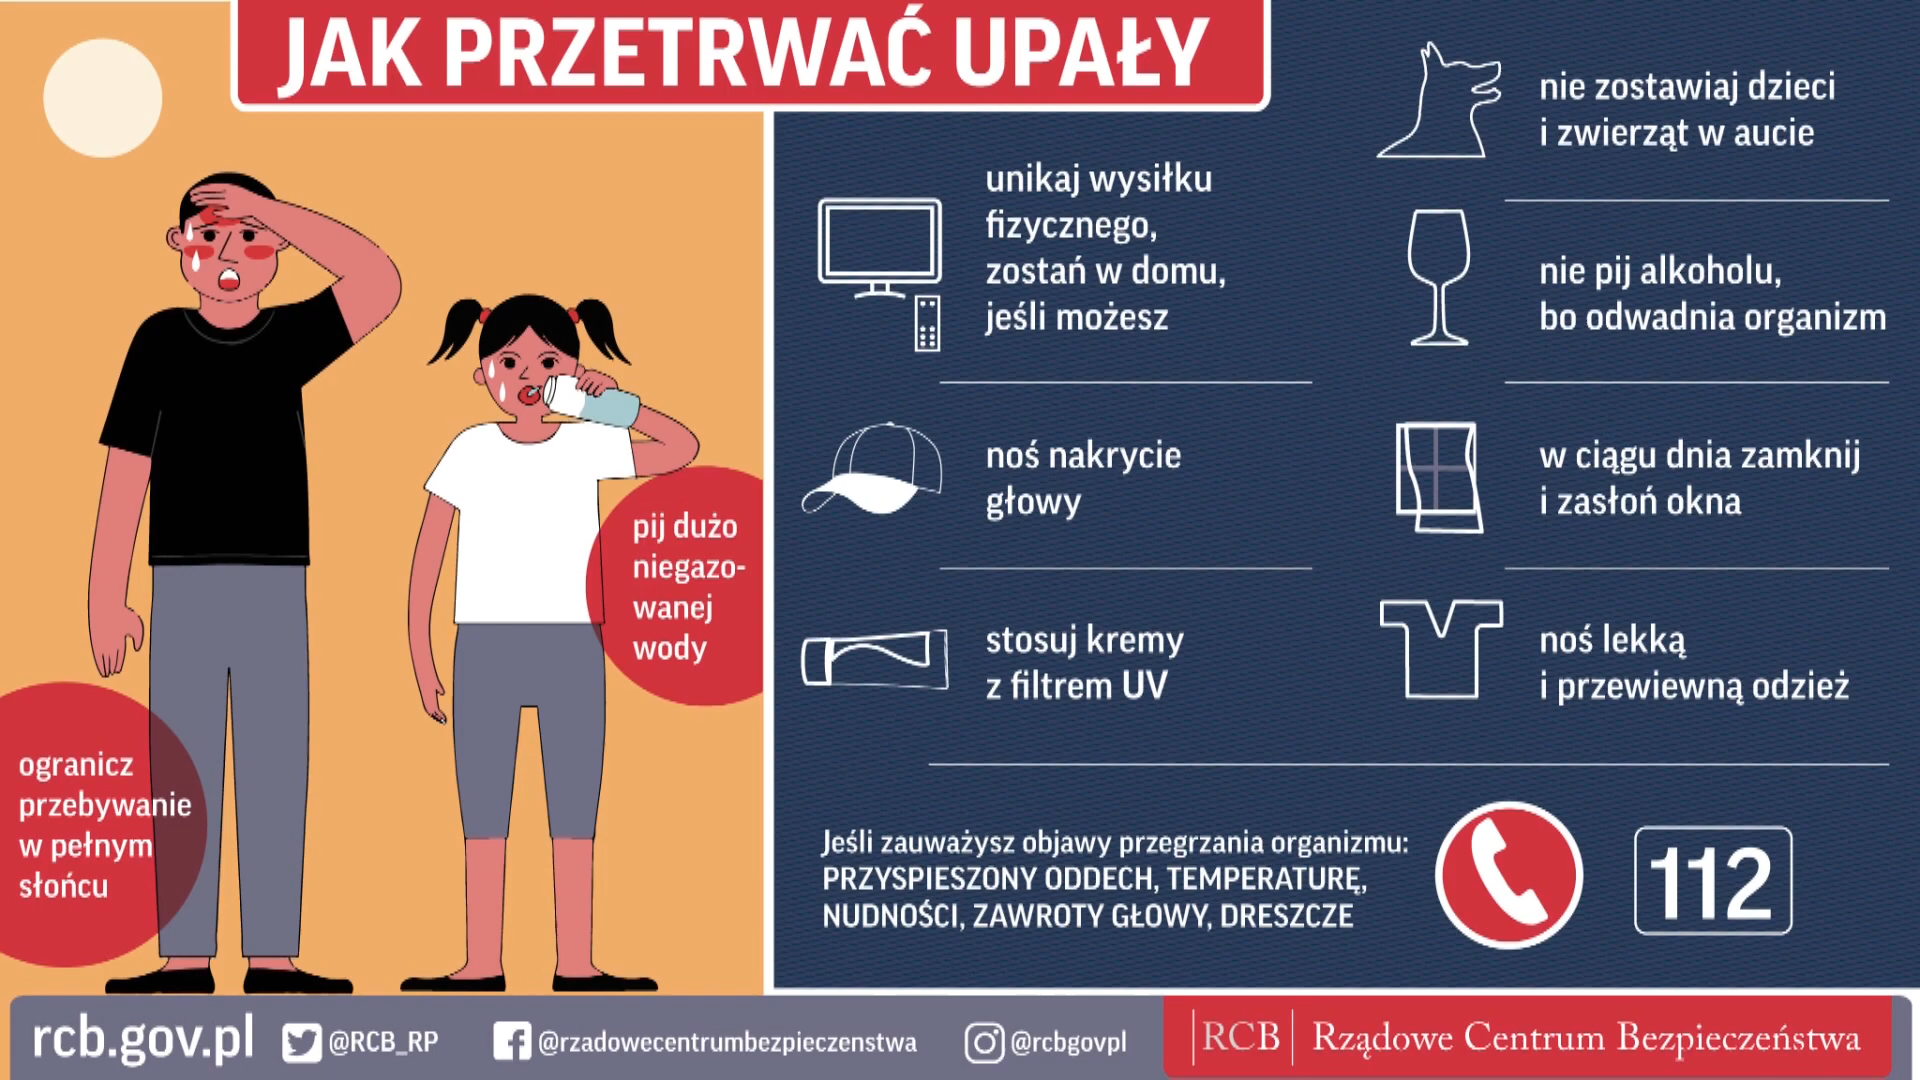 JAK PRZETRWAĆ UPAŁY
pij dużo
niegazo-
wanej
wody
ogranicz
przebywanie
w pełnym
słońcu
unikaj wysiłku
fizycznego,
zostań w domu,
jeśli możesz
noś nakrycie
głowy
stosuj kremy
z filtrem UV
nie zostawiaj dzieci
i zwierząt w aucie
nie pij alkoholu,
bo odwadnia organizm
w ciągu dnia zamknij
i zasłoń okna
noś lekką
i przewiewną odzież
Jeśli zauważysz objawy przegrzania organizmu:
PRZYSPIESZONY ODDECH, TEMPERATURĘ,
NUDNOŚCI, ZAWROTY GŁOWY, DRESZCZE
112
rcb.gov.pl @RCB_RP @rzadowecentrumbezpieczenstwa @rcbgovpl RCB Rządowe Centrum Bezpieczeństwa